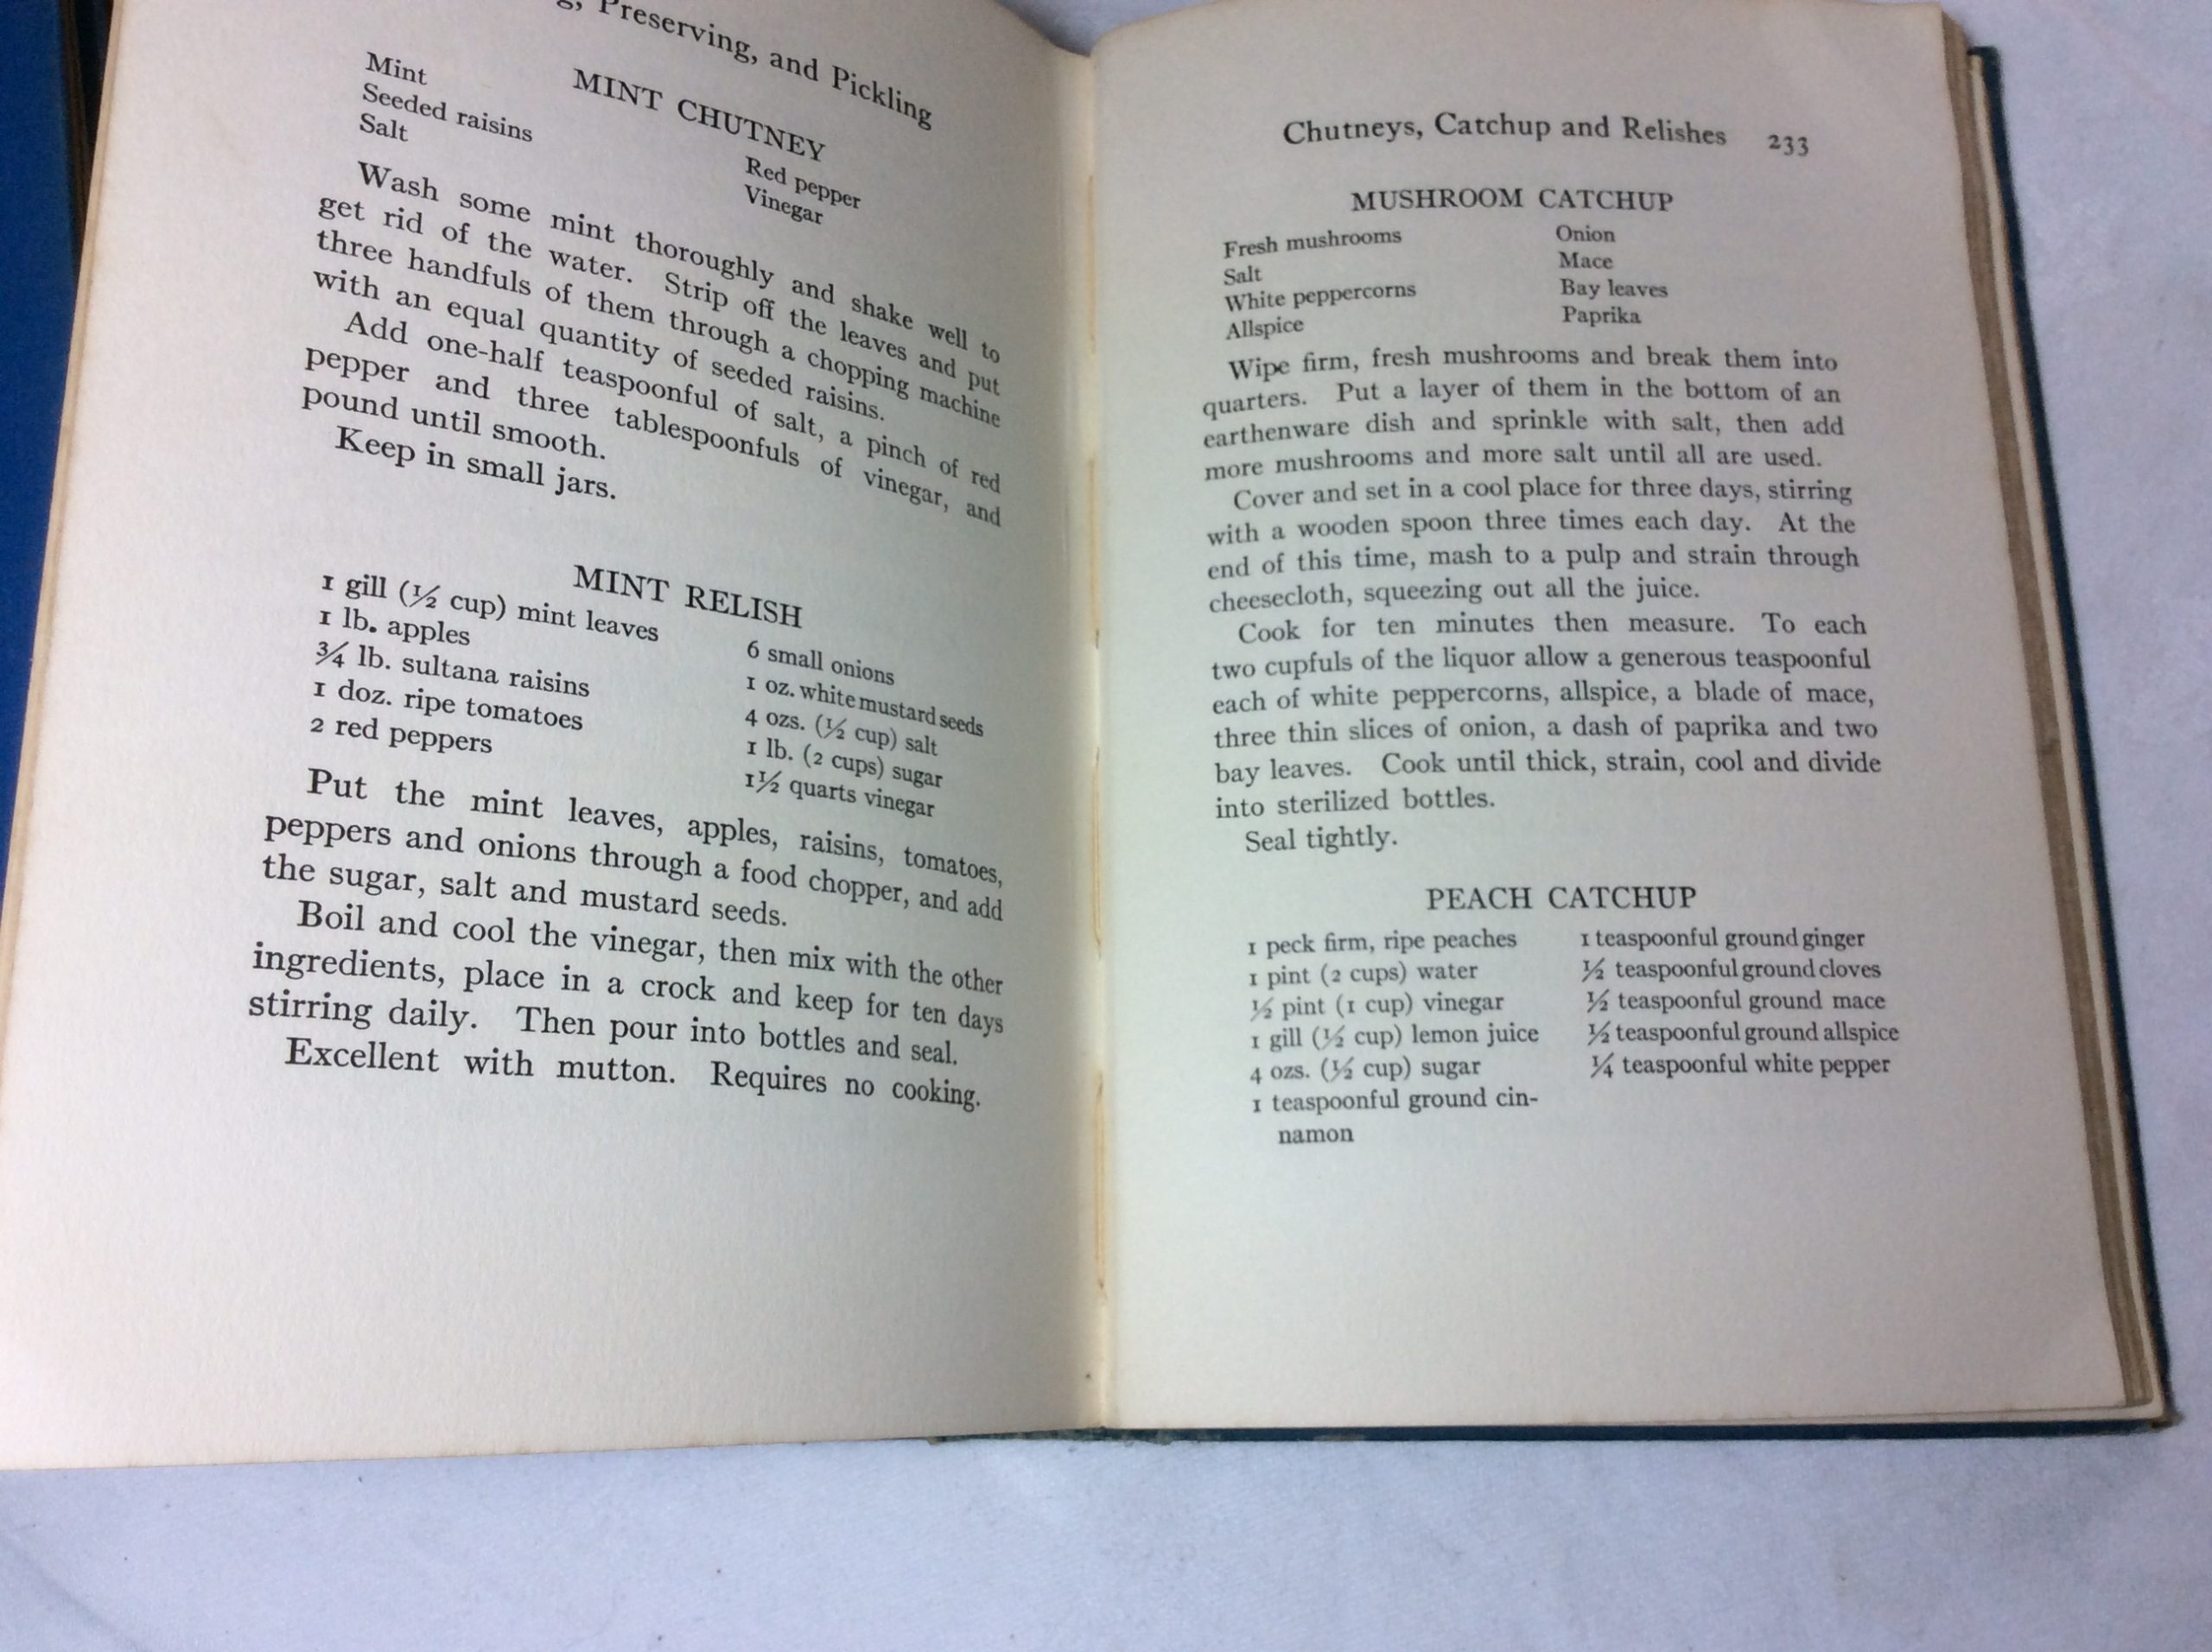 Preserving, and Pickling
MINT CHUTNEY
Mint
Seeded raisins
Salt
Red pepper
Vinegar
Wash some mint thoroughly and shake well to
get rid of the water. Strip off the leaves and put
three handfuls of them through a chopping machine
with an equal quantity of seeded raisins.
Add one-half teaspoonful of salt, a pinch of red
pepper and three tablespoonfuls of vinegar, and
pound until smooth.
Keep in small jars.
MINT RELISH
1 gill (½ cup) mint leaves
1 lb. apples
¾ lb. sultana raisins
1 doz. ripe tomatoes
2 red peppers
6 small onions
1 oz. white mustard seeds
4 ozs. (½ cup) salt
1 lb. (2 cups) sugar
1½ quarts vinegar
Put the mint leaves, apples, raisins, tomatoes,
peppers and onions through a food chopper, and add
the sugar, salt and mustard seeds.
Boil and cool the vinegar, then mix with the other
ingredients, place in a crock and keep for ten days
stirring daily. Then pour into bottles and seal.
Excellent with mutton. Requires no cooking.
Chutneys, Catchup and Relishes 233
MUSHROOM CATCHUP
Fresh mushrooms
Salt
White peppercorns
Allspice
Onion
Mace
Bay leaves
Paprika
Wipe firm, fresh mushrooms and break them into
quarters. Put a layer of them in the bottom of an
earthenware dish and sprinkle with salt, then add
more mushrooms and more salt until all are used.
Cover and set in a cool place for three days, stirring
with a wooden spoon three times each day. At the
end of this time, mash to a pulp and strain through
cheesecloth, squeezing out all the juice.
Cook for ten minutes then measure. To each
two cupfuls of the liquor allow a generous teaspoonful
each of white peppercorns, allspice, a blade of mace,
three thin slices of onion, a dash of paprika and two
bay leaves. Cook until thick, strain, cool and divide
into sterilized bottles.
Seal tightly.
PEACH CATCHUP
1 peck firm, ripe peaches
1 pint (2 cups) water
½ pint (1 cup) vinegar
1 gill (½ cup) lemon juice
4 ozs. (½ cup) sugar
1 teaspoonful ground cin-
namon
1 teaspoonful ground ginger
½ teaspoonful ground cloves
½ teaspoonful ground mace
½ teaspoonful ground allspice
¼ teaspoonful white pepper